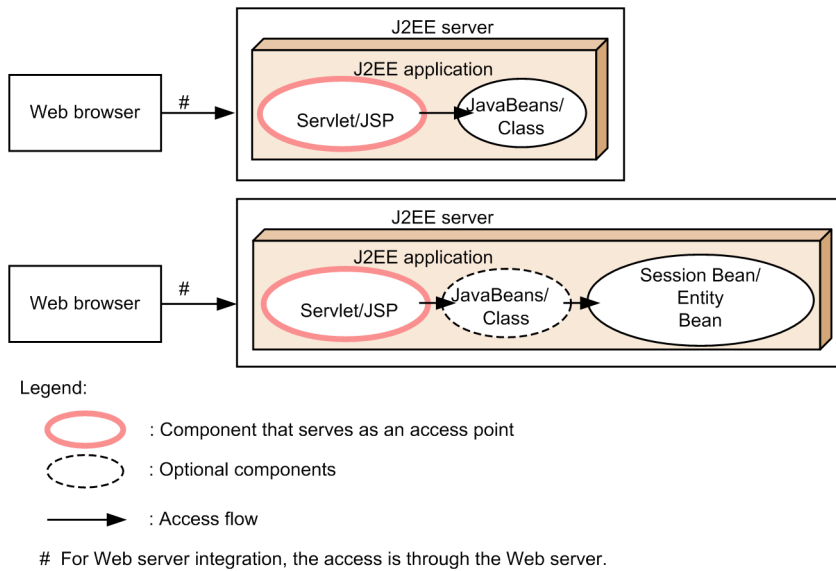 J2EE server
J2EE application
Web browser
#
Servlet/JSP
JavaBeans/
Class
J2EE server
J2EE application
Web browser
#
Servlet/JSP
JavaBeans/
Class
Session Bean/
Entity
Bean
Legend:
: Component that serves as an access point
: Optional components
: Access flow
# For Web server integration, the access is through the Web server.